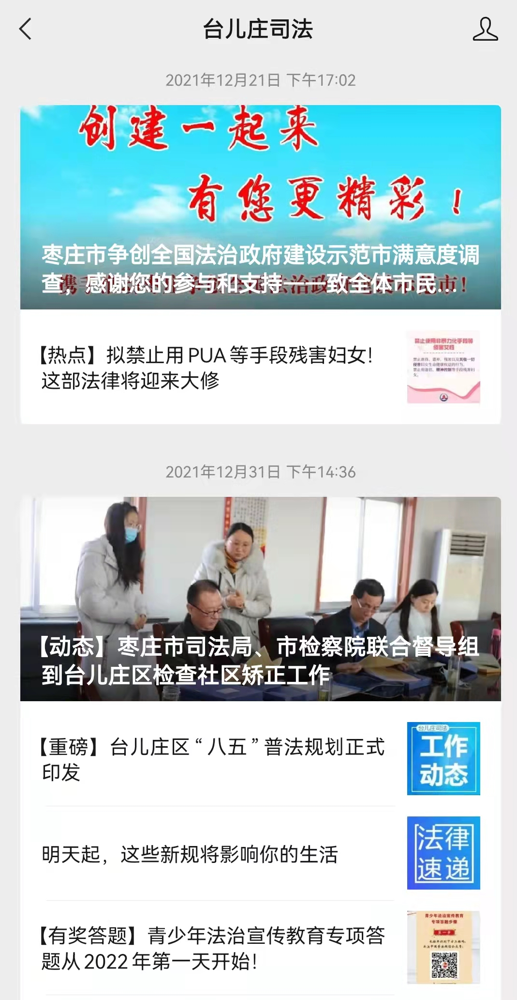 台儿庄司法
2021年12月21日 下午17:02
创建一起来
有您更精彩！
枣庄市争创全国法治政府建设示范市满意度调
查，感谢您的参与和支持——致全体市民...
【热点】拟禁止用PUA等手段残害妇女！
这部法律将迎来大修
禁止使用非暴力化手段等
侵害女性
2021年12月31日 下午14:36
【动态】枣庄市司法局、市检察院联合督导组
到台儿庄区检查社区矫正工作
【重磅】台儿庄区“八五”普法规划正式
印发
台儿庄司法
工作
动态
明天起，这些新规将影响你的生活
法律
速递
【有奖答题】青少年法治宣传教育专项答
题从2022年第一天开始！
青少年法治宣传教育
专项答题步骤